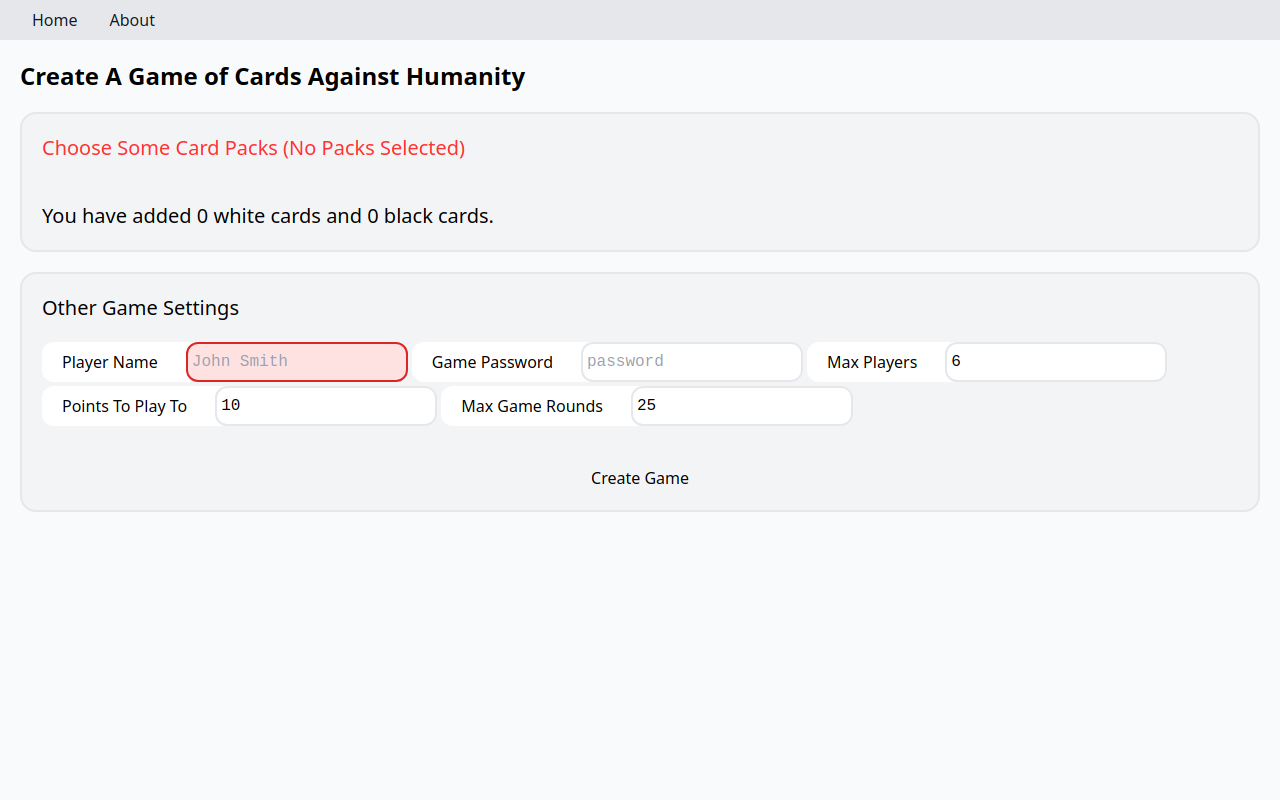 Home About
Create A Game of Cards Against Humanity
Choose Some Card Packs (No Packs Selected)
You have added 0 white cards and 0 black cards.
Other Game Settings
Player Name John Smith Game Password password Max Players 6
Points To Play To 10 Max Game Rounds 25
Create Game